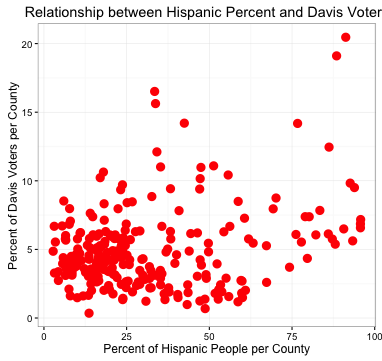 Relationship between Hispanic Percent and Davis Voter
20
15
10
5
0
Percent of Davis Voters per County
0 25 50 75 100
Percent of Hispanic People per County